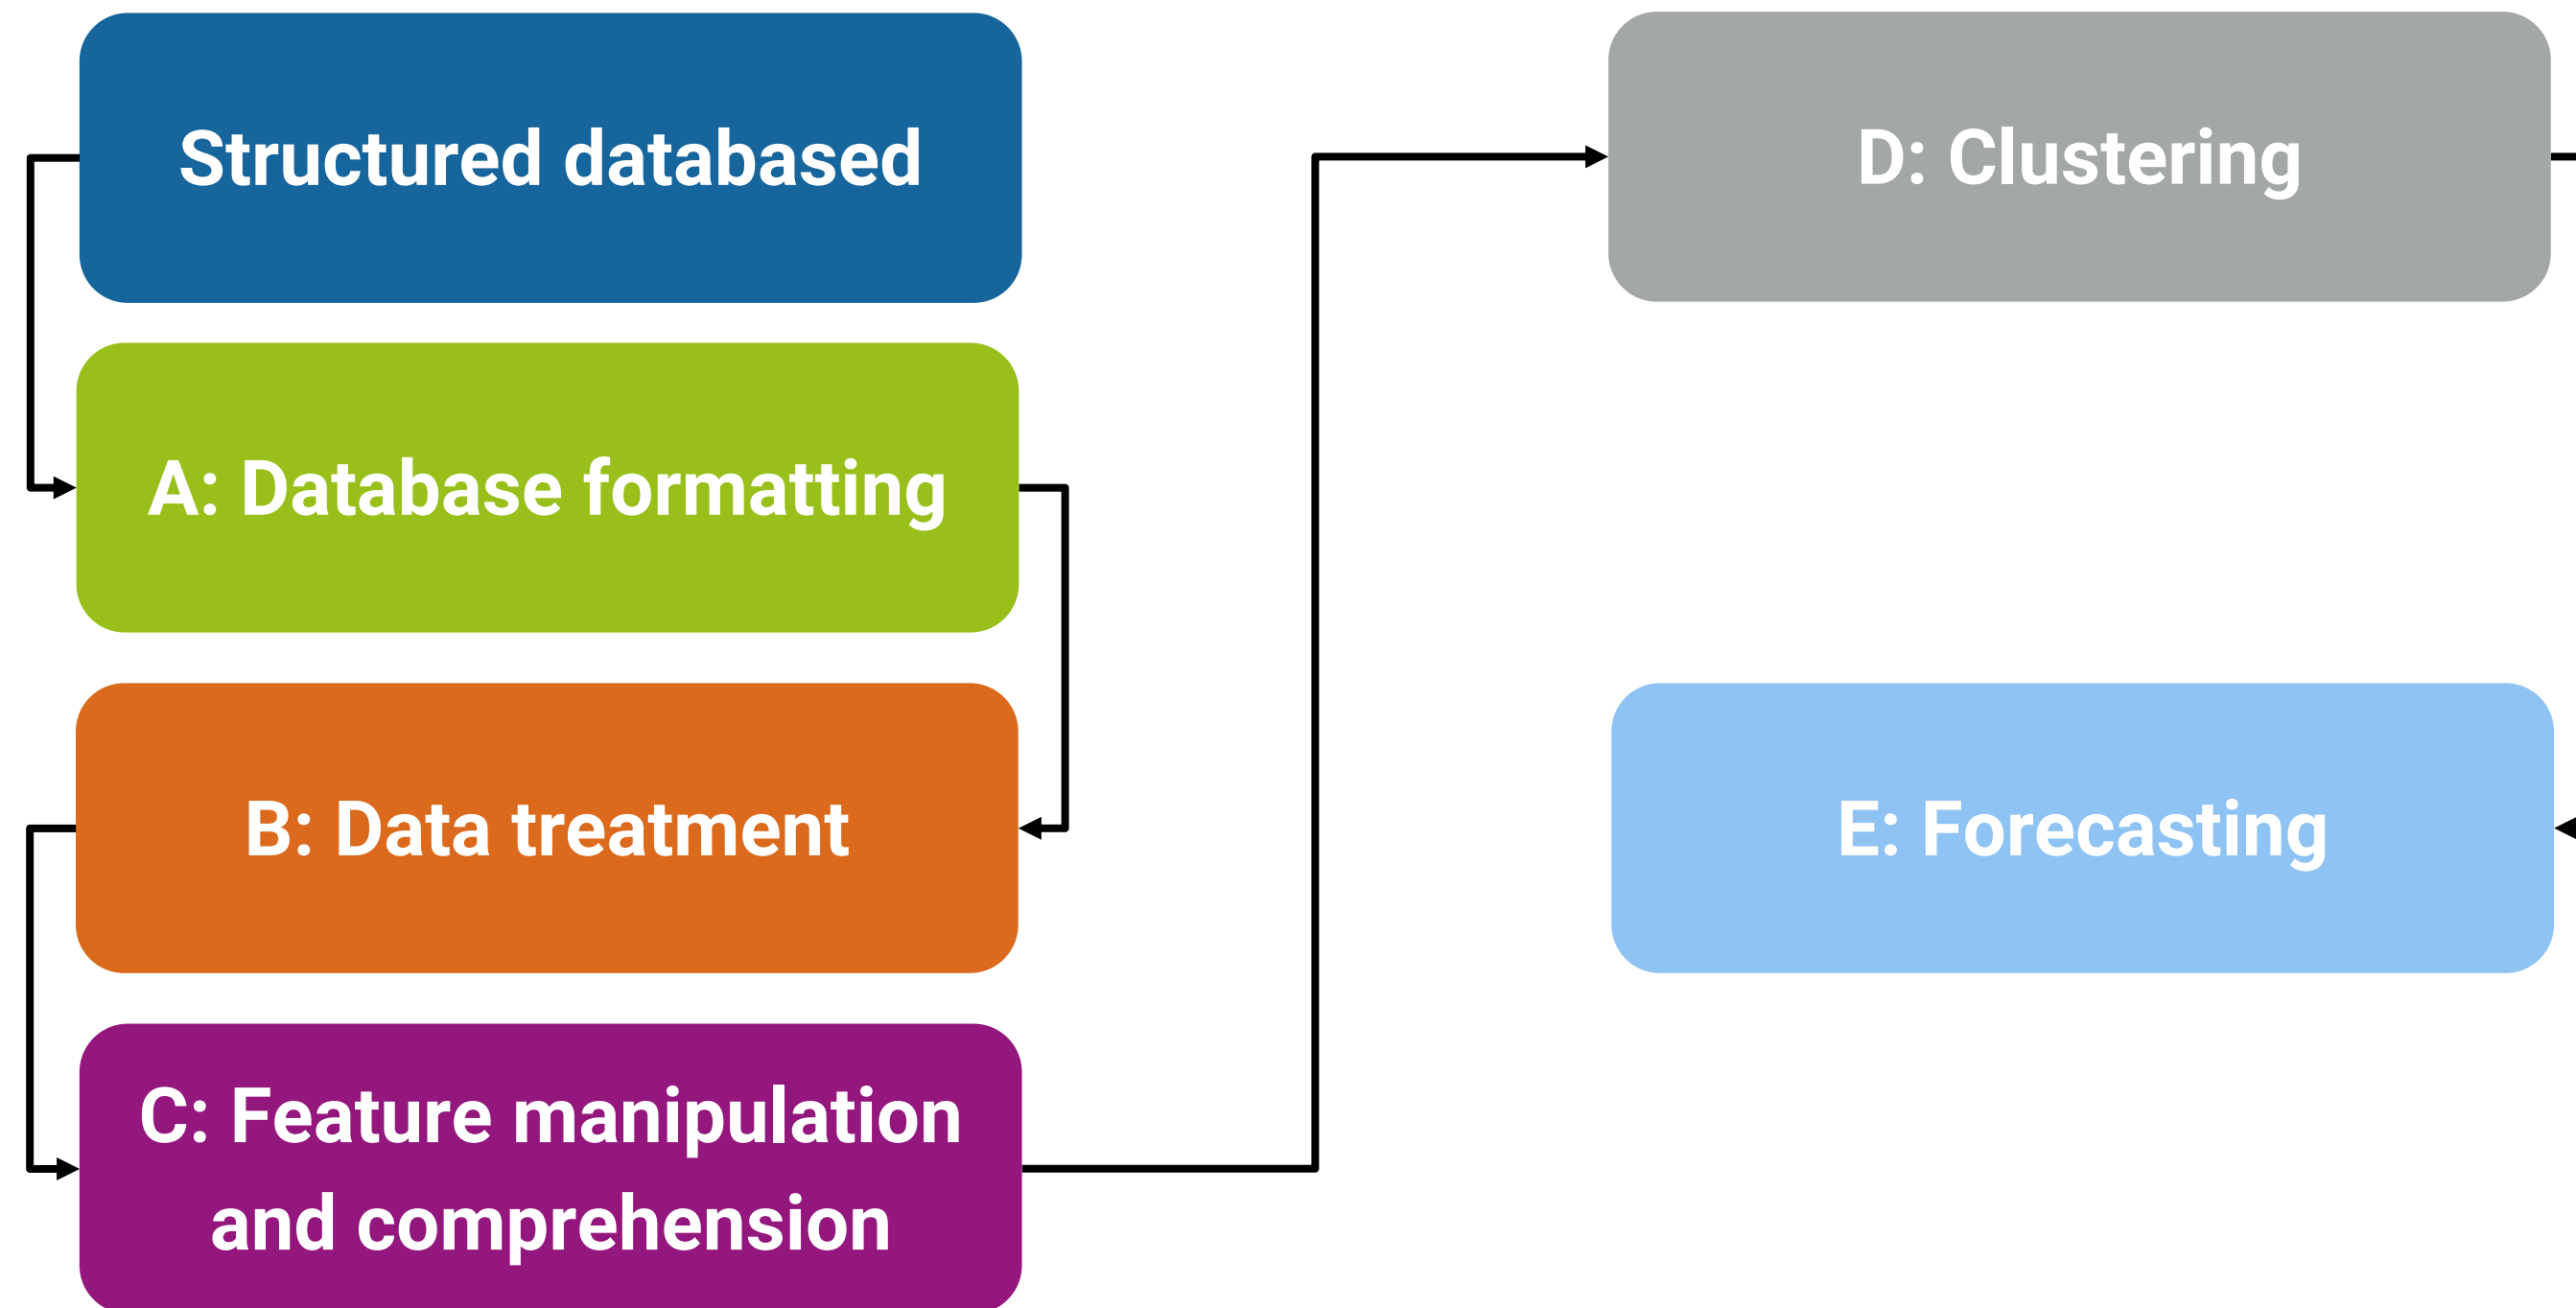 Structured databased
A: Database formatting
B: Data treatment
C: Feature manipulation
and comprehension
D: Clustering
E: Forecasting